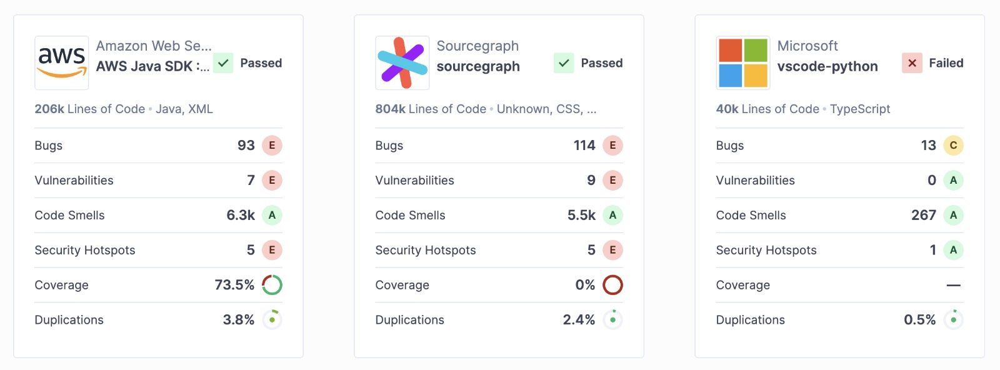 aws
Amazon Web Se...
AWS Java SDK :...
Passed
206k Lines of Code • Java, XML
Bugs 93 E
Vulnerabilities 7 E
Code Smells 6.3k A
Security Hotspots 5 E
Coverage 73.5%
Duplications 3.8%
Sourcegraph
sourcegraph
Passed
804k Lines of Code • Unknown, CSS, ...
Bugs 114 E
Vulnerabilities 9 E
Code Smells 5.5k A
Security Hotspots 5 E
Coverage 0%
Duplications 2.4%
Microsoft
vscode-python
Failed
40k Lines of Code • TypeScript
Bugs 13 C
Vulnerabilities 0 A
Code Smells 267 A
Security Hotspots 1 A
Coverage —
Duplications 0.5%